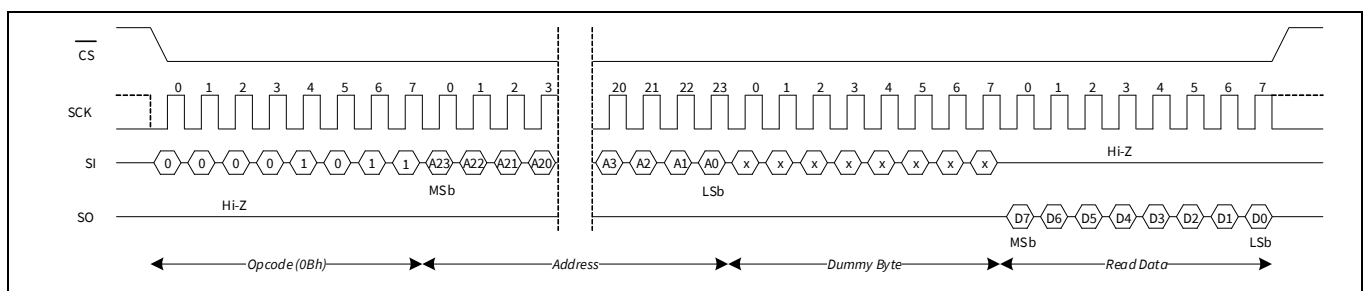 CS
0 1 2 3 4 5 6 7 0 1 2 3 20 21 22 23 0 1 2 3 4 5 6 7 0 1 2 3 4 5 6 7
SCK
Hi-Z
SI 0 0 0 0 1 0 1 1 A23 A22 A21 A20 A3 A2 A1 A0 x x x x x x x x
MSb LSb
Hi-Z
SO D7 D6 D5 D4 D3 D2 D1 D0
MSb LSb
Opcode (0Bh) Address Dummy Byte Read Data